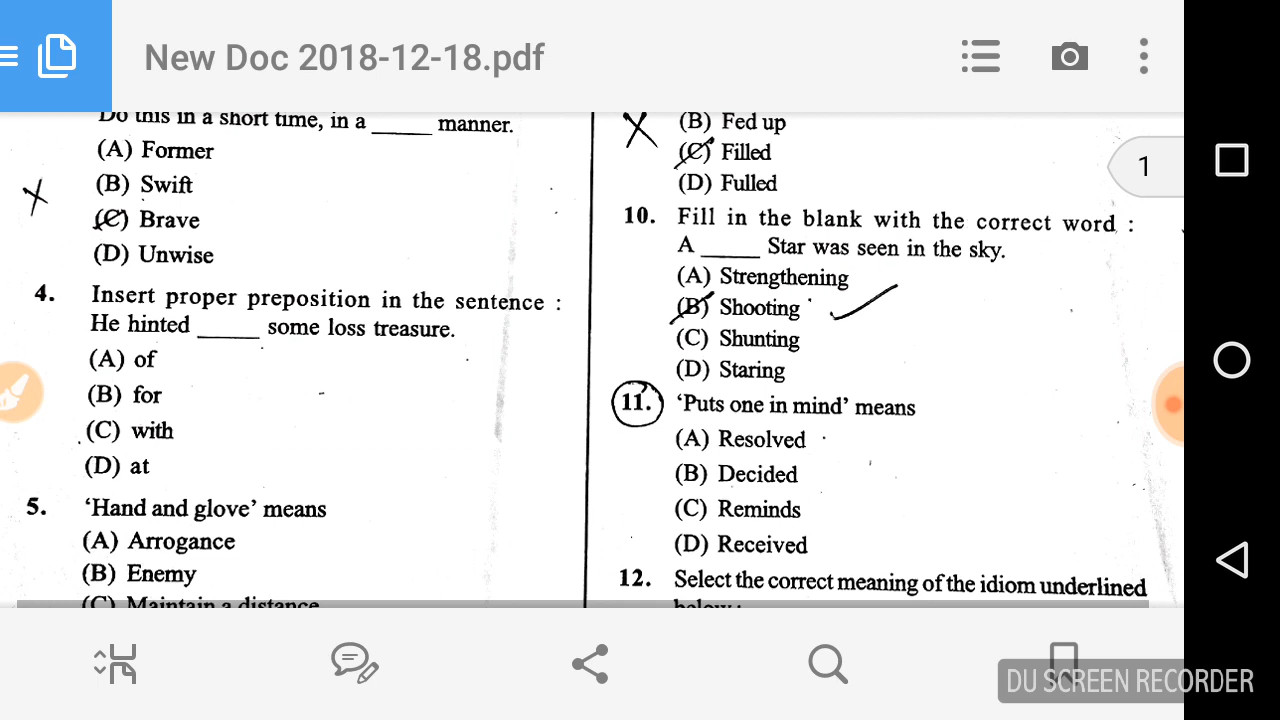 New Doc 2018-12-18.pdf
Do this in a short time, in a _____ manner.
(A) Former
(B) Swift
(C) Brave
(D) Unwise
4. Insert proper preposition in the sentence :
He hinted _____ some loss treasure.
(A) of
(B) for
(C) with
(D) at
5. ‘Hand and glove’ means
(A) Arrogance
(B) Enemy
(C) Maintain a distance
(B) Fed up
(C) Filled
(D) Fulled
10. Fill in the blank with the correct word :
A _____ Star was seen in the sky.
(A) Strengthening
(B) Shooting
(C) Shunting
(D) Staring
11. ‘Puts one in mind’ means
(A) Resolved
(B) Decided
(C) Reminds
(D) Received
12. Select the correct meaning of the idiom underlined
below :
1
DU SCREEN RECORDER